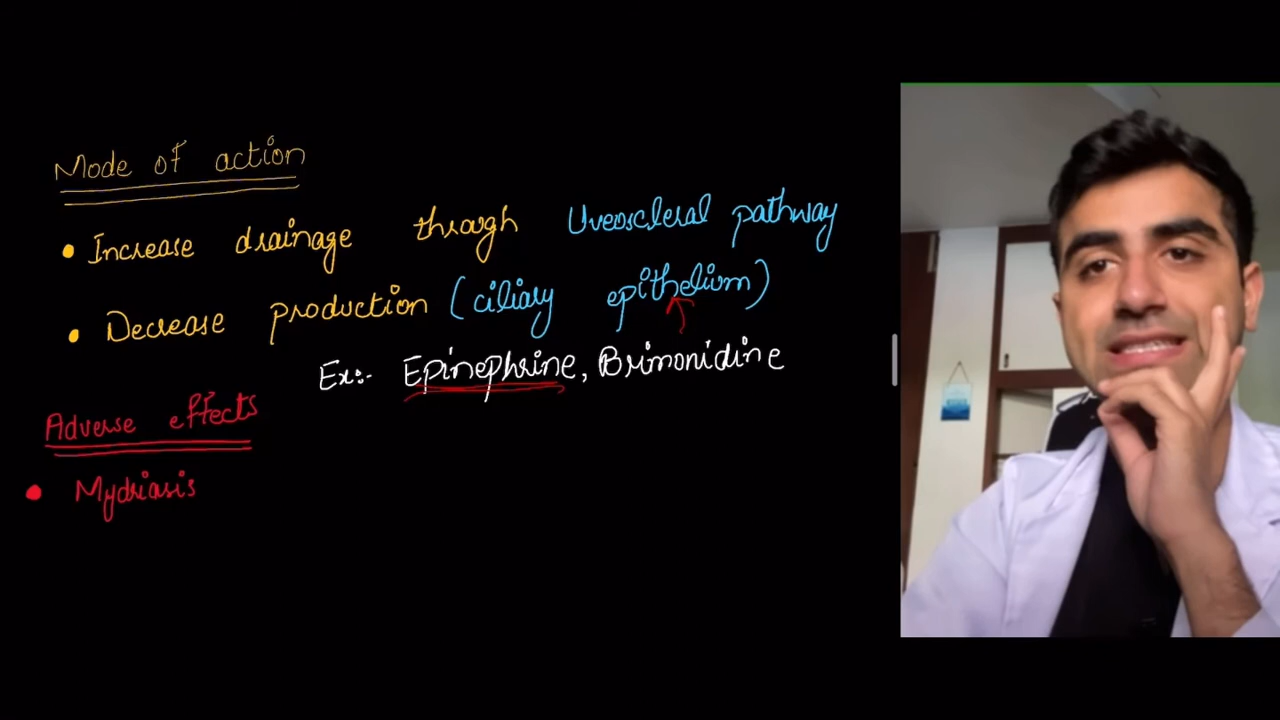 Mode of action
• Increase drainage through Uveoscleral pathway
• Decrease production (ciliary epithelium)
Ex:- Epinephrine, Brimonidine
Adverse effects
• Mydriasis